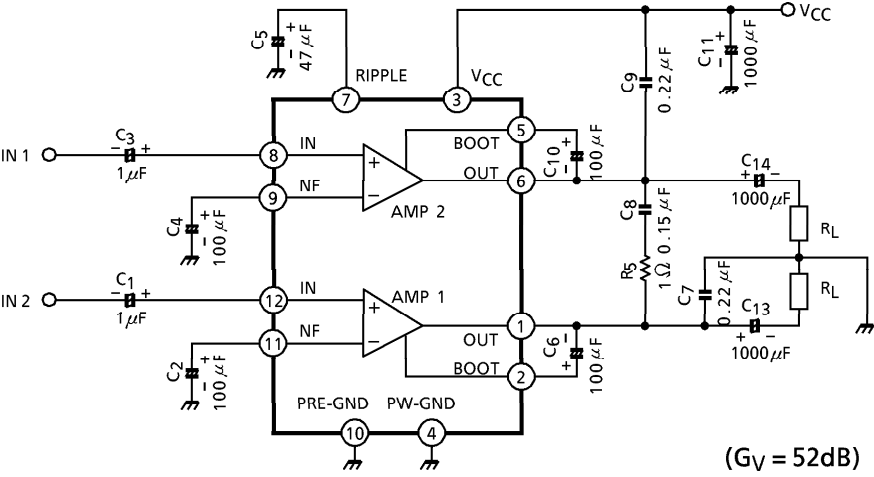 VCC
C5
47μF
RIPPLE
VCC
C9
0.22μF
C11
1000μF
7
3
IN 1
C3
1μF
8
IN
BOOT
5
C10
100μF
OUT
6
C14
1000μF
9
NF
AMP 2
C4
100μF
C8
0.15μF
RL
R5
1Ω
C7
0.22μF
RL
IN 2
C1
1μF
12
IN
AMP 1
OUT
1
C13
1000μF
11
NF
C2
100μF
BOOT
2
C6
100μF
PRE-GND
PW-GND
10
4
(GV = 52dB)